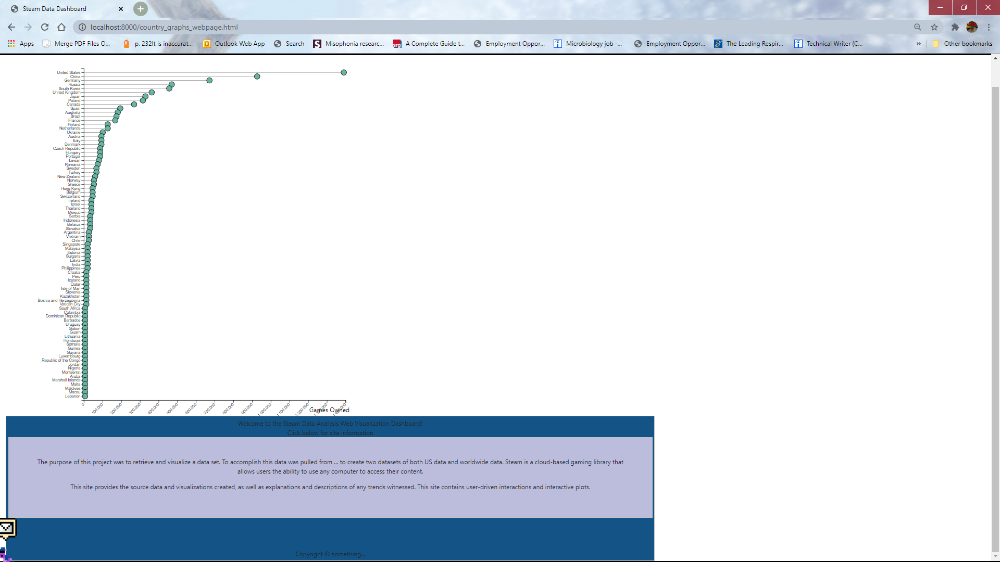 Steam Data Dashboard
localhost:8000/country_graphs_webpage.html
Apps
Merge PDF Files O...
p. 232It is inaccurat...
Outlook Web App
Search
Misophonia researc...
A Complete Guide t...
Employment Oppor...
Microbiology job -...
Employment Oppor...
The Leading Respir...
Technical Writer (C...
»
Other bookmarks
United States
China
Germany
Russia
South Korea
United Kingdom
Japan
Poland
Canada
Spain
Australia
Brazil
France
Finland
Netherlands
Ukraine
Austria
Italy
Denmark
Czech Republic
Hungary
Portugal
Taiwan
Romania
Sweden
Turkey
New Zealand
Norway
Greece
Hong Kong
Belgium
Switzerland
Ireland
Israel
Thailand
Mexico
Serbia
Indonesia
Belarus
Slovakia
Argentina
Vietnam
Chile
Singapore
Malaysia
Estonia
Bulgaria
Latvia
India
Philippines
Croatia
Peru
Iceland
Qatar
Isle of Man
Slovenia
Kazakhstan
Bosnia and Herzegovina
Vatican City
South Africa
Colombia
Dominican Republic
Barbados
Uruguay
Gabon
Guam
Lithuania
Honduras
Somalia
Guinea
Guyana
Luxembourg
Republic of the Congo
Jordan
Nigeria
Montserrat
Aruba
Marshall Islands
Malta
Maldives
Macau
Lebanon
0
100,000
200,000
300,000
400,000
500,000
600,000
700,000
800,000
900,000
1,000,000
1,100,000
1,200,000
Games Owned
Welcome to the Steam Data Analysis Web Visualization Dashboard!
Click below for site information
The purpose of this project was to retrieve and visualize a data set. To accomplish this data was pulled from ... to create two datasets of both US data and worldwide data. Steam is a cloud-based gaming library that
allows users the ability to use any computer to access their content.
This site provides the source data and visualizations created, as well as explanations and descriptions of any trends witnessed. This site contains user-driven interactions and interactive plots.
Copyright © something...